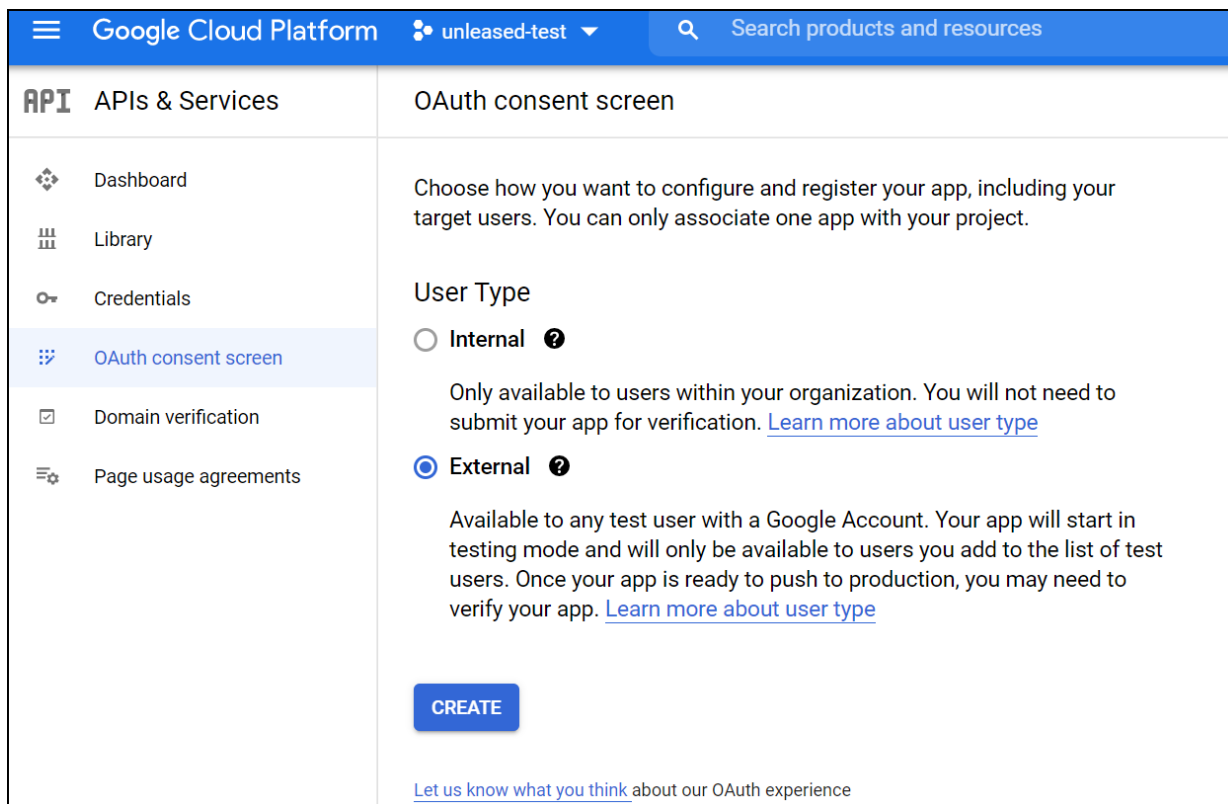 Google Cloud Platform
unleased-test
Search products and resources
API
APIs & Services
Dashboard
Library
Credentials
OAuth consent screen
Domain verification
Page usage agreements
OAuth consent screen
Choose how you want to configure and register your app, including your
target users. You can only associate one app with your project.
User Type
Internal ?
Only available to users within your organization. You will not need to
submit your app for verification. Learn more about user type
External ?
Available to any test user with a Google Account. Your app will start in
testing mode and will only be available to users you add to the list of test
users. Once your app is ready to push to production, you may need to
verify your app. Learn more about user type
CREATE
Let us know what you think about our OAuth experience